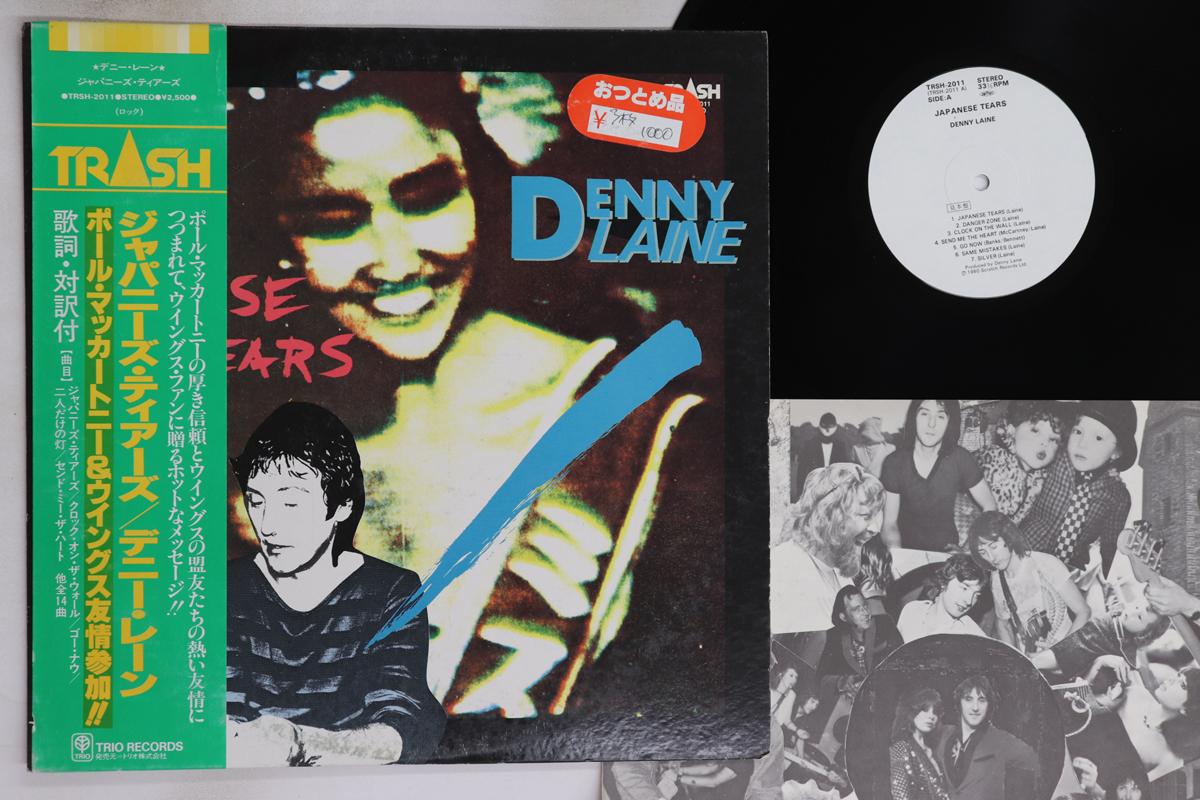 ★デニー・レーン★
ジャパニーズ・ティアーズ
●TRSH-2011●STEREO●¥2,500●
(ロック)
TRASH
ポール・マッカートニーの厚き信頼とウイングスの盟友たちの熱い友情に
つつまれて、ウイングス・ファンに贈るホットなメッセージ!!
ジャパニーズ・ティアーズ/デニー・レーン
ポール・マッカートニー&ウイングス友情参加!!
歌詞・対訳付
【曲目】
ジャパニーズ・ティアーズ/クロック・オン・ザ・ウォール/ゴー・ナウ/
二人だけの灯/センド・ミー・ザ・ハート 他全14曲
TRIO
TRIO RECORDS
発売元─トリオ株式会社
おつとめ品
¥
1000
ASH
011
DENNY
LAINE
SE
EARS
TRSH-2011
(TRSH-2011 A)
SIDE:A
STEREO
33⅓RPM
JAPANESE TEARS
DENNY LAINE
見本盤
1. JAPANESE TEARS (Laine)
2. DANGER ZONE (Laine)
3. CLOCK ON THE WALL (Laine)
4. SEND ME THE HEART (McCartney/Laine)
5. GO NOW (Banks/Bennett)
6. SAME MISTAKES (Laine)
7. SILVER (Laine)
Produced by Denny Laine
℗ 1980 Scratch Records Ltd.